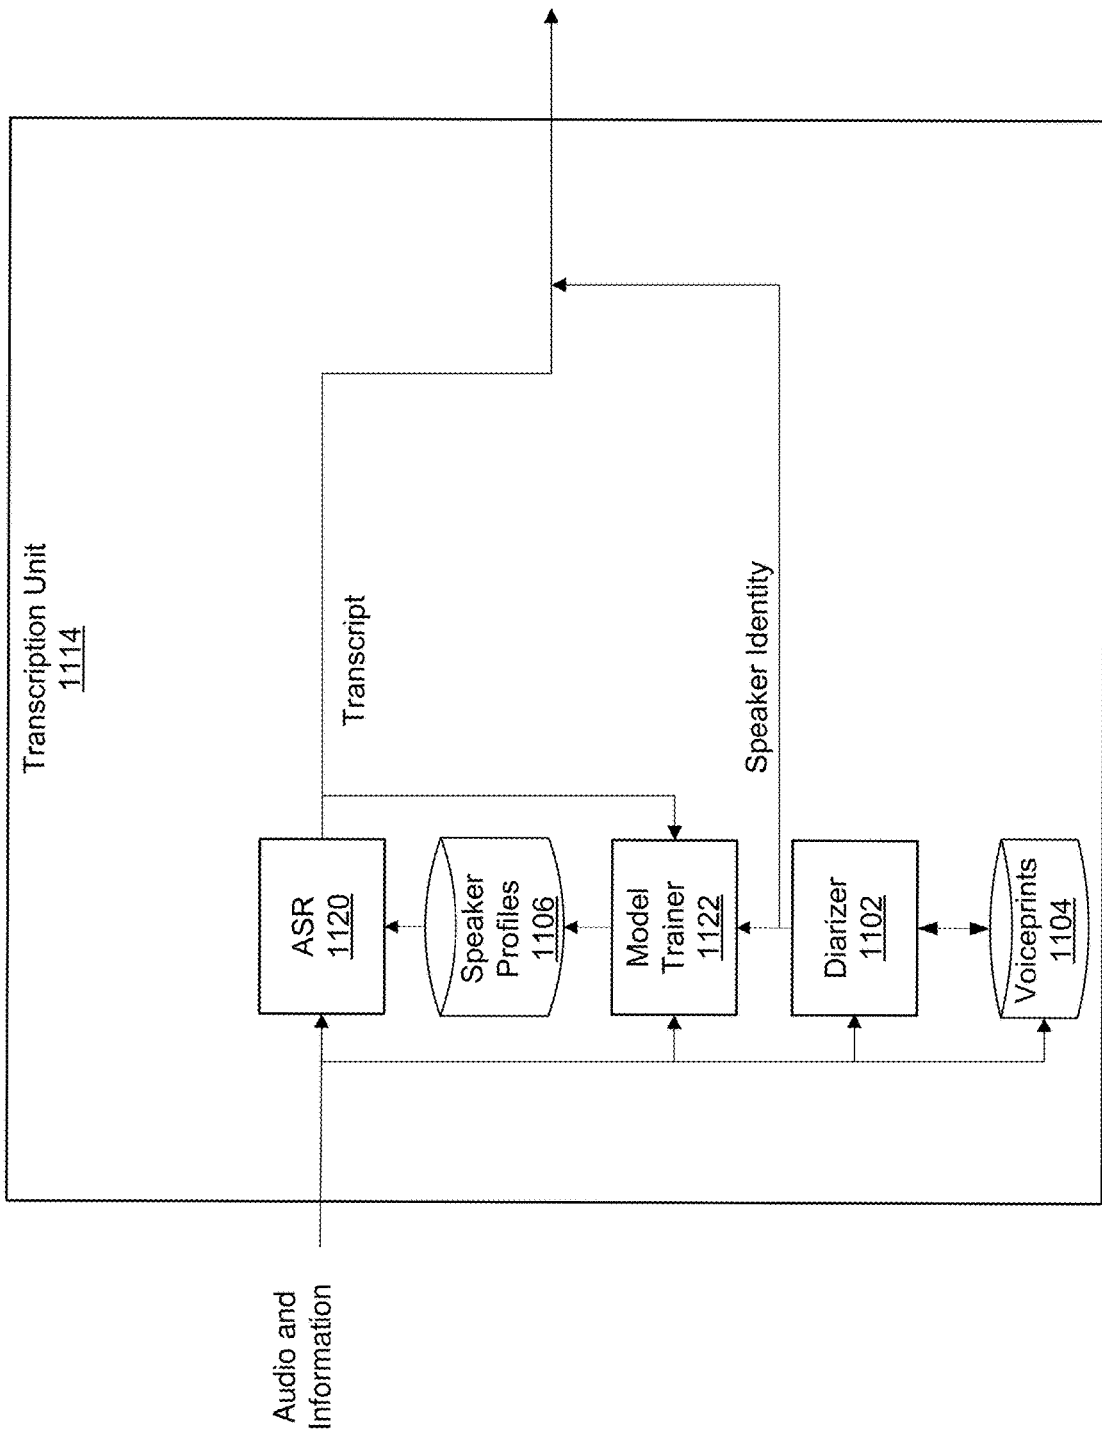 Transcription Unit
1114
Audio and
Information
ASR
1120
Transcript
Speaker
Profiles
1106
Model
Trainer
1122
Speaker Identity
Diarizer
1102
Voiceprints
1104